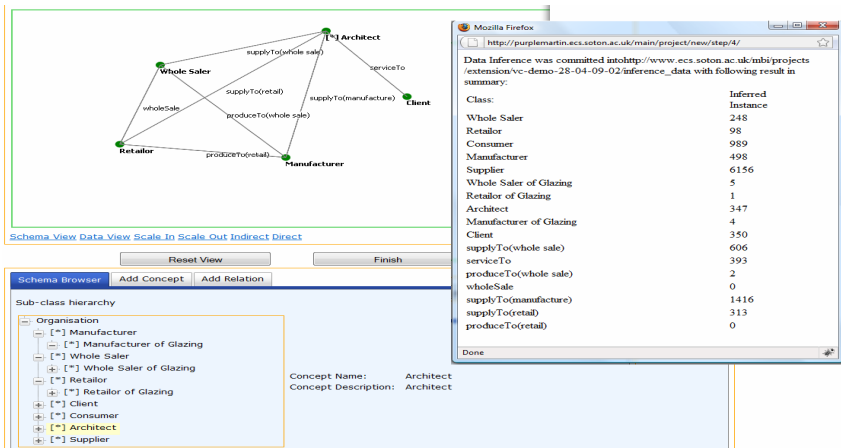 [*] Architect
supplyTo(whole sale)
Whole Saler
serviceTo
supplyTo(retail)
supplyTo(manufacture)
Client
wholeSale
produceTo(whole sale)
Retailor
produceTo(retail)
Manufacturer
Schema View Data View Scale In Scale Out Indirect Direct
Reset View
Finish
Schema Browser Add Concept Add Relation
Sub-class hierarchy
Organisation
[*] Manufacturer
[*] Manufacturer of Glazing
[*] Whole Saler
[*] Whole Saler of Glazing
[*] Retailor
[*] Retailor of Glazing
[*] Client
[*] Consumer
[*] Architect
[*] Supplier
Concept Name: Architect
Concept Description: Architect
Mozilla Firefox
http://purplemartin.ecs.soton.ac.uk/main/project/new/step/4/
Data Inference was committed intohttp://www.ecs.soton.ac.uk/mbi/projects
/extension/vc-demo-28-04-09-02/inference_data with following result in
summary:
Class: Inferred Instance
Whole Saler 248
Retailor 98
Consumer 989
Manufacturer 498
Supplier 6156
Whole Saler of Glazing 5
Retailor of Glazing 1
Architect 347
Manufacturer of Glazing 4
Client 350
supplyTo(whole sale) 606
serviceTo 393
produceTo(whole sale) 2
wholeSale 0
supplyTo(manufacture) 1416
supplyTo(retail) 313
produceTo(retail) 0
Done